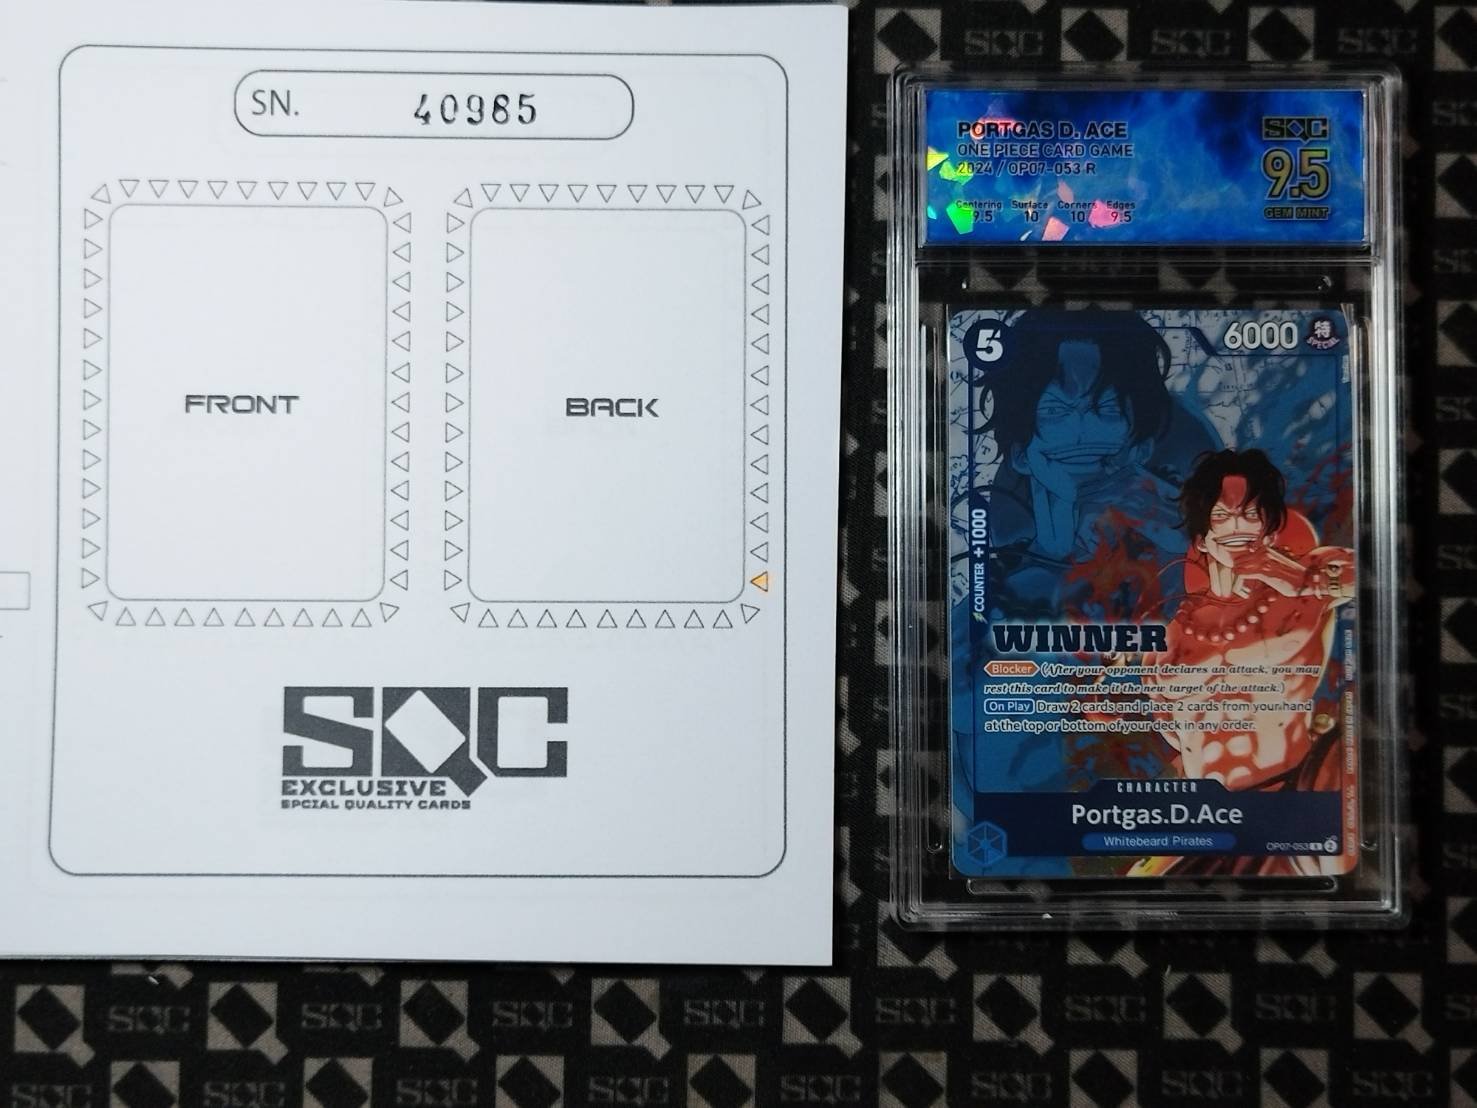 SN. 40985
FRONT
BACK
SQC
EXCLUSIVE
SPCIAL QUALITY CARDS
PORTGAS D. ACE
ONE PIECE CARD GAME
2024 / OP07-053 R
Centering Surface Corners Edges
9.5 10 10 9.5
SQC
9.5
GEM MINT
5
6000
特
SPECIAL
COUNTER +1000
WINNER
Blocker (After your opponent declares an attack, you may
rest this card to make it the new target of the attack.)
On Play Draw 2 cards and place 2 cards from your hand
at the top or bottom of your deck in any order.
CHARACTER
Portgas.D.Ace
Whitebeard Pirates
OP07-053 R 2